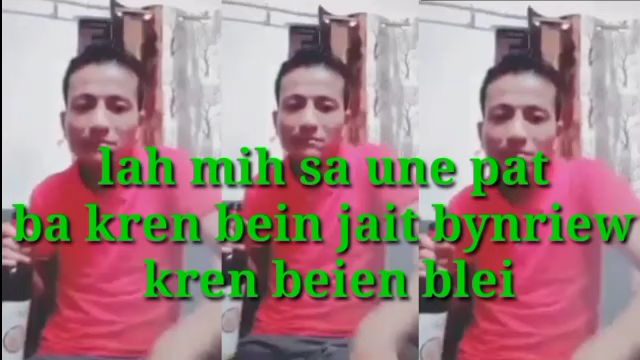 lah mih sa une pat
ba kren bein jait bynriew
kren beien blei